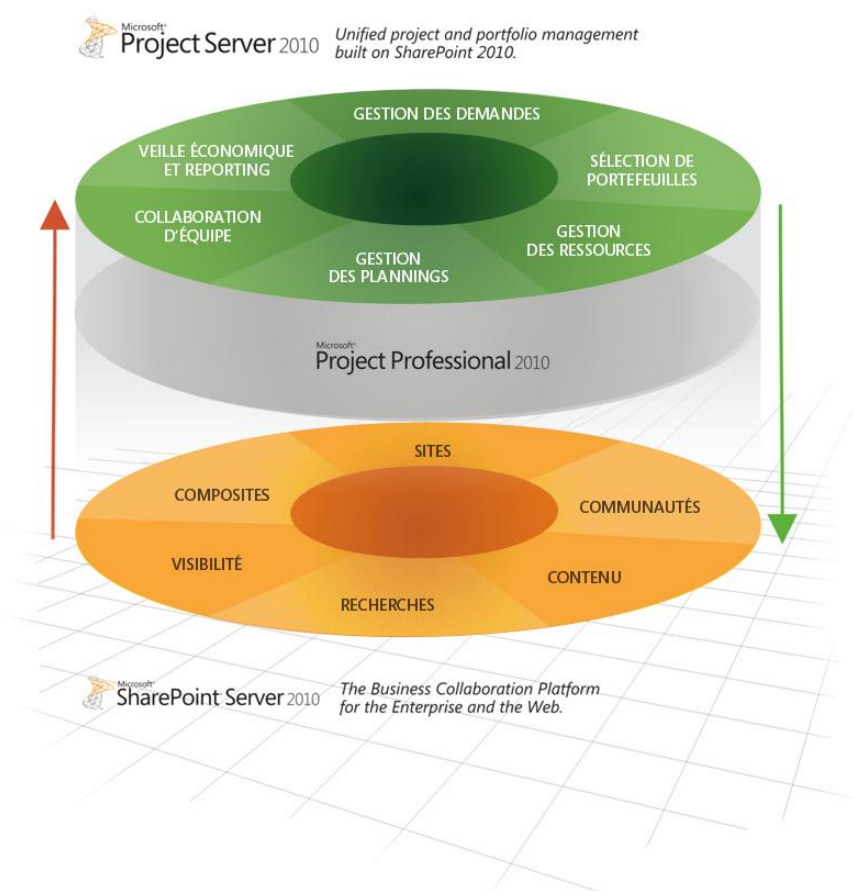 Microsoft®
Project Server 2010
Unified project and portfolio management
built on SharePoint 2010.
GESTION DES DEMANDES
VEILLE ÉCONOMIQUE
ET REPORTING
SÉLECTION DE
PORTEFEUILLES
COLLABORATION
D'ÉQUIPE
GESTION
DES RESSOURCES
GESTION
DES PLANNINGS
Microsoft®
Project Professional 2010
SITES
COMPOSITES
COMMUNAUTÉS
VISIBILITÉ
CONTENU
RECHERCHES
Microsoft®
SharePoint Server 2010
The Business Collaboration Platform
for the Enterprise and the Web.